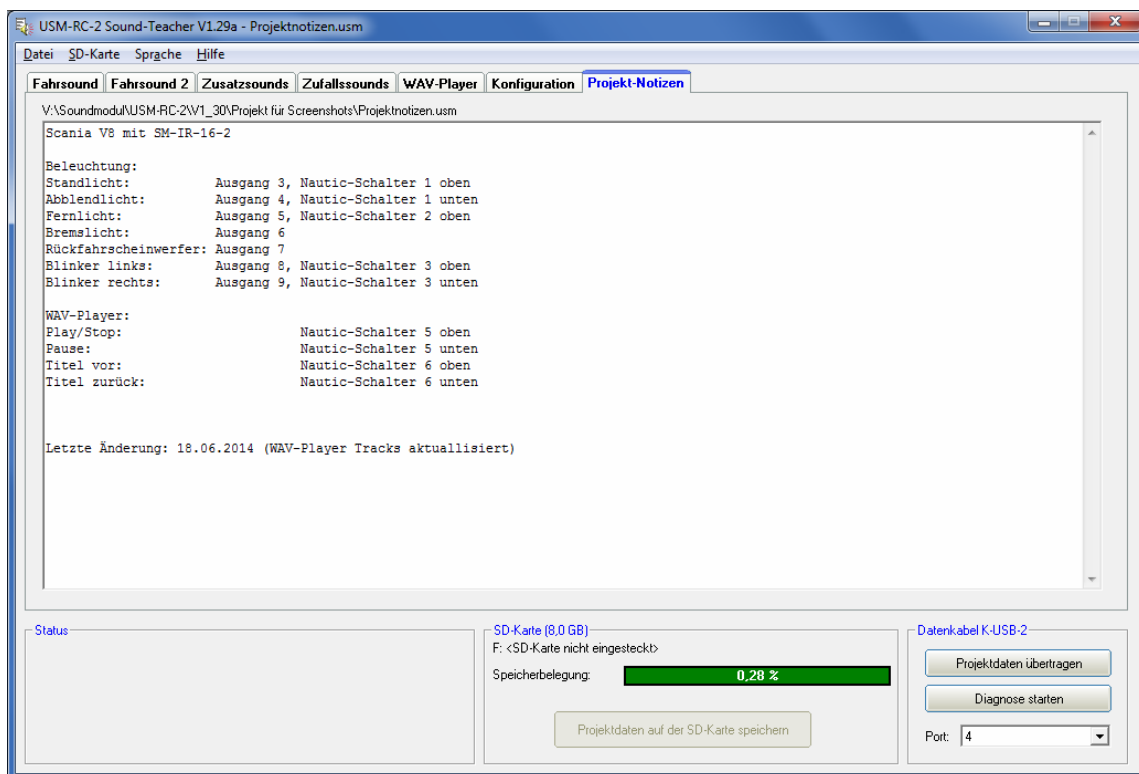 USM-RC-2 Sound-Teacher V1.29a - Projektnotizen.usm
Datei SD-Karte Sprache Hilfe
Fahrsound Fahrsound 2 Zusatzsounds Zufallssounds WAV-Player Konfiguration Projekt-Notizen
V:\Soundmodul\USM-RC-2\V1_30\Projekt für Screenshots\Projektnotizen.usm
Scania V8 mit SM-IR-16-2
Beleuchtung:
Standlicht: Ausgang 3, Nautic-Schalter 1 oben
Abblendlicht: Ausgang 4, Nautic-Schalter 1 unten
Fernlicht: Ausgang 5, Nautic-Schalter 2 oben
Bremslicht: Ausgang 6
Rückfahrscheinwerfer: Ausgang 7
Blinker links: Ausgang 8, Nautic-Schalter 3 oben
Blinker rechts: Ausgang 9, Nautic-Schalter 3 unten
WAV-Player:
Play/Stop: Nautic-Schalter 5 oben
Pause: Nautic-Schalter 5 unten
Titel vor: Nautic-Schalter 6 oben
Titel zurück: Nautic-Schalter 6 unten
Letzte Änderung: 18.06.2014 (WAV-Player Tracks aktuallisiert)
Status
SD-Karte (8,0 GB)
F: <SD-Karte nicht eingesteckt>
Speicherbelegung: 0,28 %
Projektdaten auf der SD-Karte speichern
Datenkabel K-USB-2
Projektdaten übertragen
Diagnose starten
Port: 4